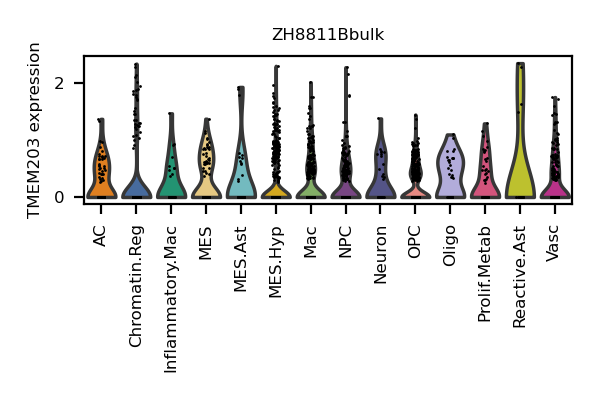 ZH8811Bbulk
TMEM203 expression
2
0
AC
Chromatin.Reg
Inflammatory.Mac
MES
MES.Ast
MES.Hyp
Mac
NPC
Neuron
OPC
Oligo
Prolif.Metab
Reactive.Ast
Vasc